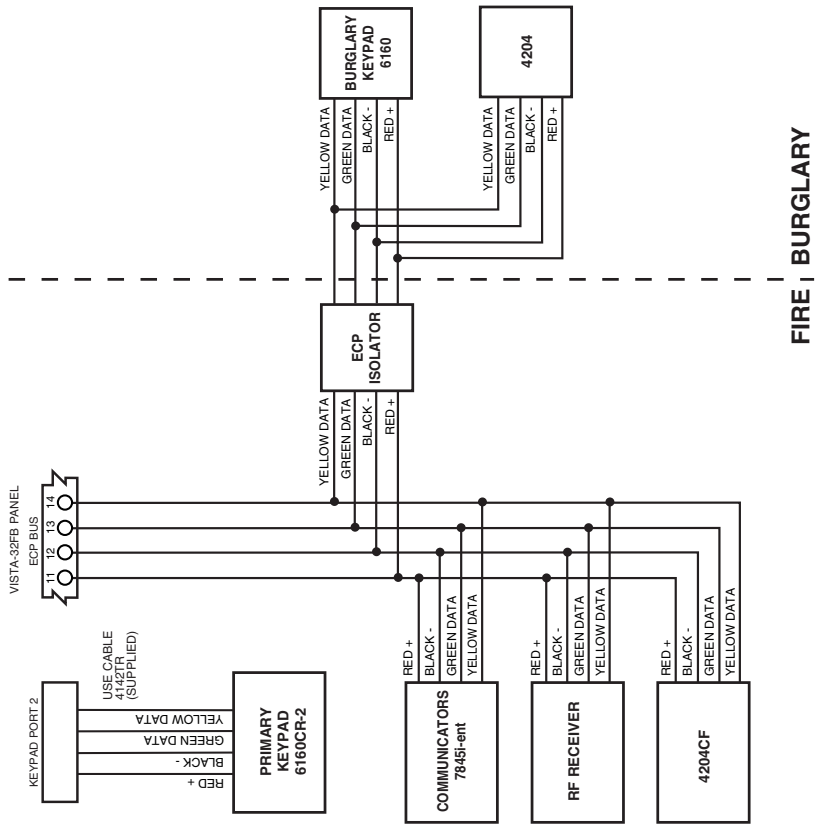 BURGLARY
KEYPAD
6160
4204
YELLOW DATA
GREEN DATA
BLACK -
RED +
YELLOW DATA
GREEN DATA
BLACK -
RED +
FIRE BURGLARY
ECP
ISOLATOR
YELLOW DATA
GREEN DATA
BLACK -
RED +
VISTA-32FB PANEL
ECP BUS
11 12 13 14
KEYPAD PORT 2
USE CABLE
4142TR
(SUPPLIED)
RED +
BLACK -
GREEN DATA
YELLOW DATA
PRIMARY
KEYPAD
6160CR-2
RED +
BLACK -
GREEN DATA
YELLOW DATA
COMMUNICATORS
7845i-ent
RED +
BLACK -
GREEN DATA
YELLOW DATA
RF RECEIVER
RED +
BLACK -
GREEN DATA
YELLOW DATA
4204CF